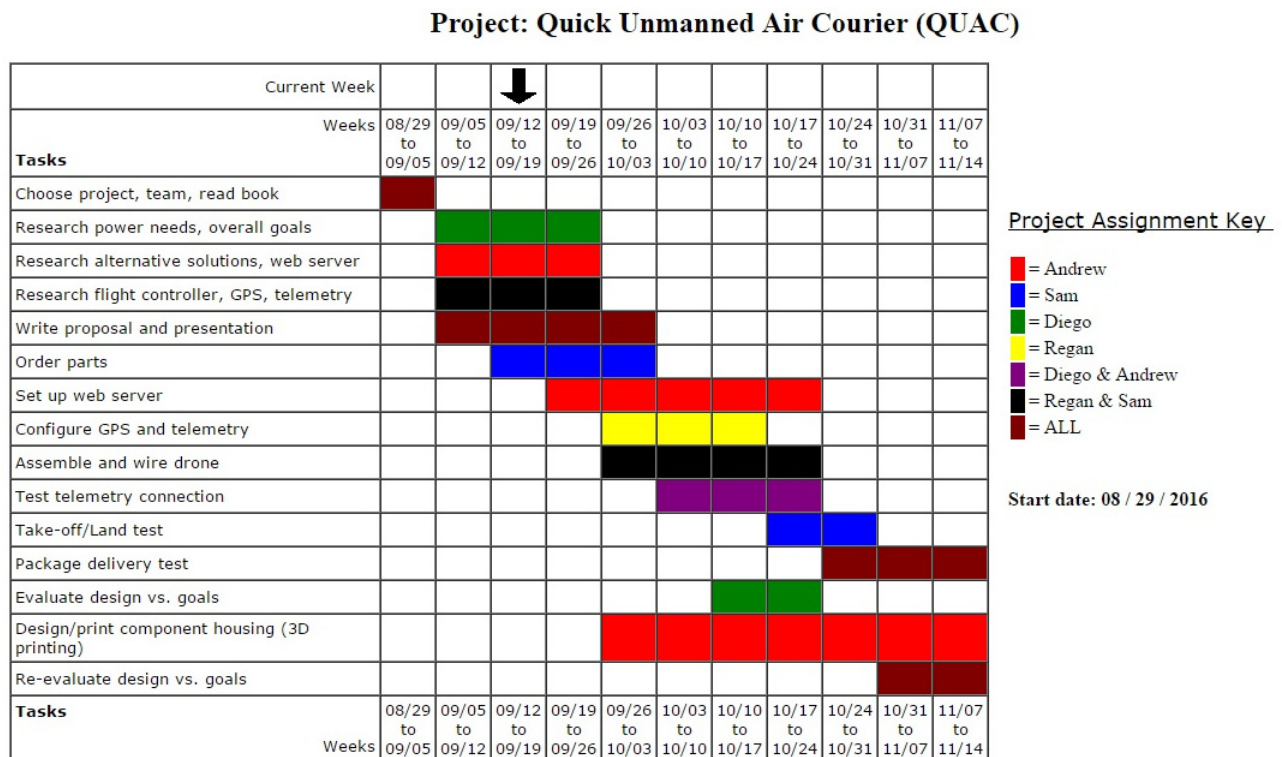 Project: Quick Unmanned Air Courier (QUAC)
Current Week
Weeks
08/29 to 09/05
09/05 to 09/12
09/12 to 09/19
09/19 to 09/26
09/26 to 10/03
10/03 to 10/10
10/10 to 10/17
10/17 to 10/24
10/24 to 10/31
10/31 to 11/07
11/07 to 11/14
Tasks
Choose project, team, read book
Research power needs, overall goals
Research alternative solutions, web server
Research flight controller, GPS, telemetry
Write proposal and presentation
Order parts
Set up web server
Configure GPS and telemetry
Assemble and wire drone
Test telemetry connection
Take-off/Land test
Package delivery test
Evaluate design vs. goals
Design/print component housing (3D
printing)
Re-evaluate design vs. goals
Tasks
Weeks
08/29 to 09/05
09/05 to 09/12
09/12 to 09/19
09/19 to 09/26
09/26 to 10/03
10/03 to 10/10
10/10 to 10/17
10/17 to 10/24
10/24 to 10/31
10/31 to 11/07
11/07 to 11/14
Project Assignment Key
= Andrew
= Sam
= Diego
= Regan
= Diego & Andrew
= Regan & Sam
= ALL
Start date: 08 / 29 / 2016